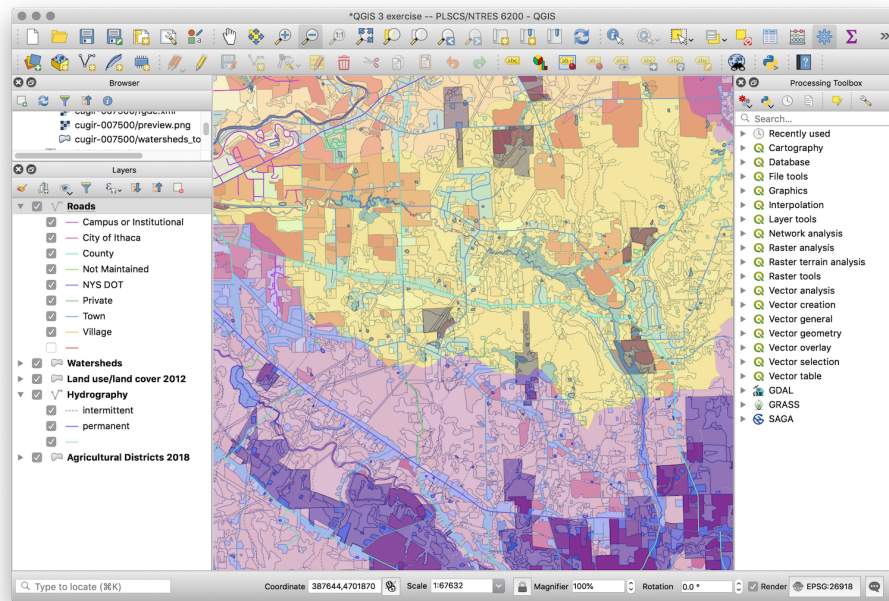 *QGIS 3 exercise -- PLSCS/NTRES 6200 - QGIS
Browser
cugir-007500/preview.png
cugir-007500/watersheds_to
Layers
Roads
Campus or Institutional
City of Ithaca
County
Not Maintained
NYS DOT
Private
Town
Village
Watersheds
Land use/land cover 2012
Hydrography
intermittent
permanent
Agricultural Districts 2018
Processing Toolbox
Search...
Recently used
Cartography
Database
File tools
Graphics
Interpolation
Layer tools
Network analysis
Raster analysis
Raster terrain analysis
Raster tools
Vector analysis
Vector creation
Vector general
Vector geometry
Vector overlay
Vector selection
Vector table
GDAL
GRASS
SAGA
Type to locate (⌘K)
Coordinate 387644,4701870
Scale 1:67632
Magnifier 100%
Rotation 0.0 °
Render
EPSG:26918